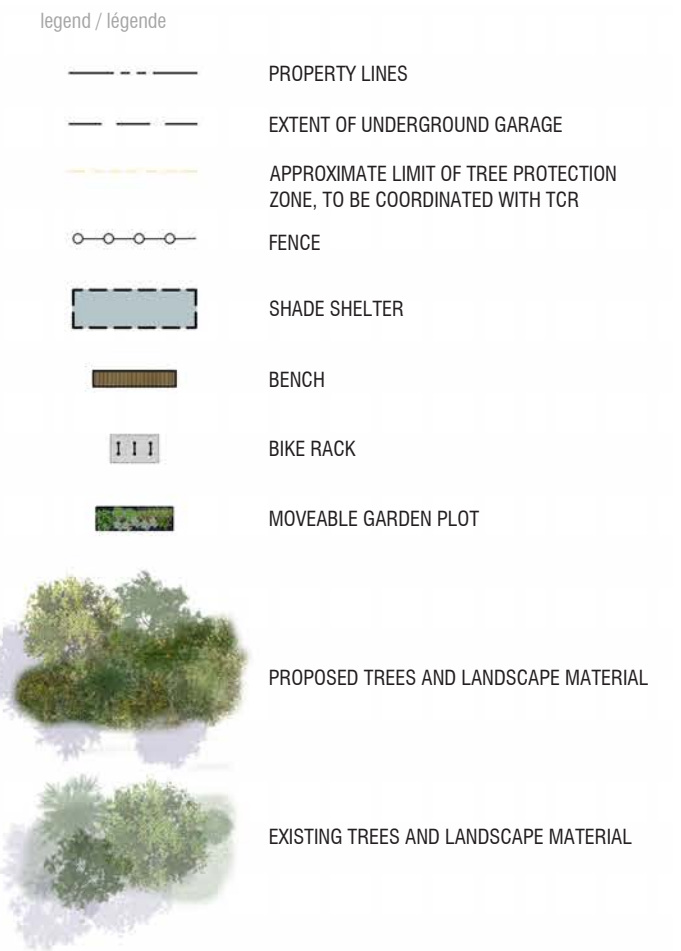 legend / légende
PROPERTY LINES
EXTENT OF UNDERGROUND GARAGE
APPROXIMATE LIMIT OF TREE PROTECTION
ZONE, TO BE COORDINATED WITH TCR
FENCE
SHADE SHELTER
BENCH
BIKE RACK
MOVEABLE GARDEN PLOT
PROPOSED TREES AND LANDSCAPE MATERIAL
EXISTING TREES AND LANDSCAPE MATERIAL